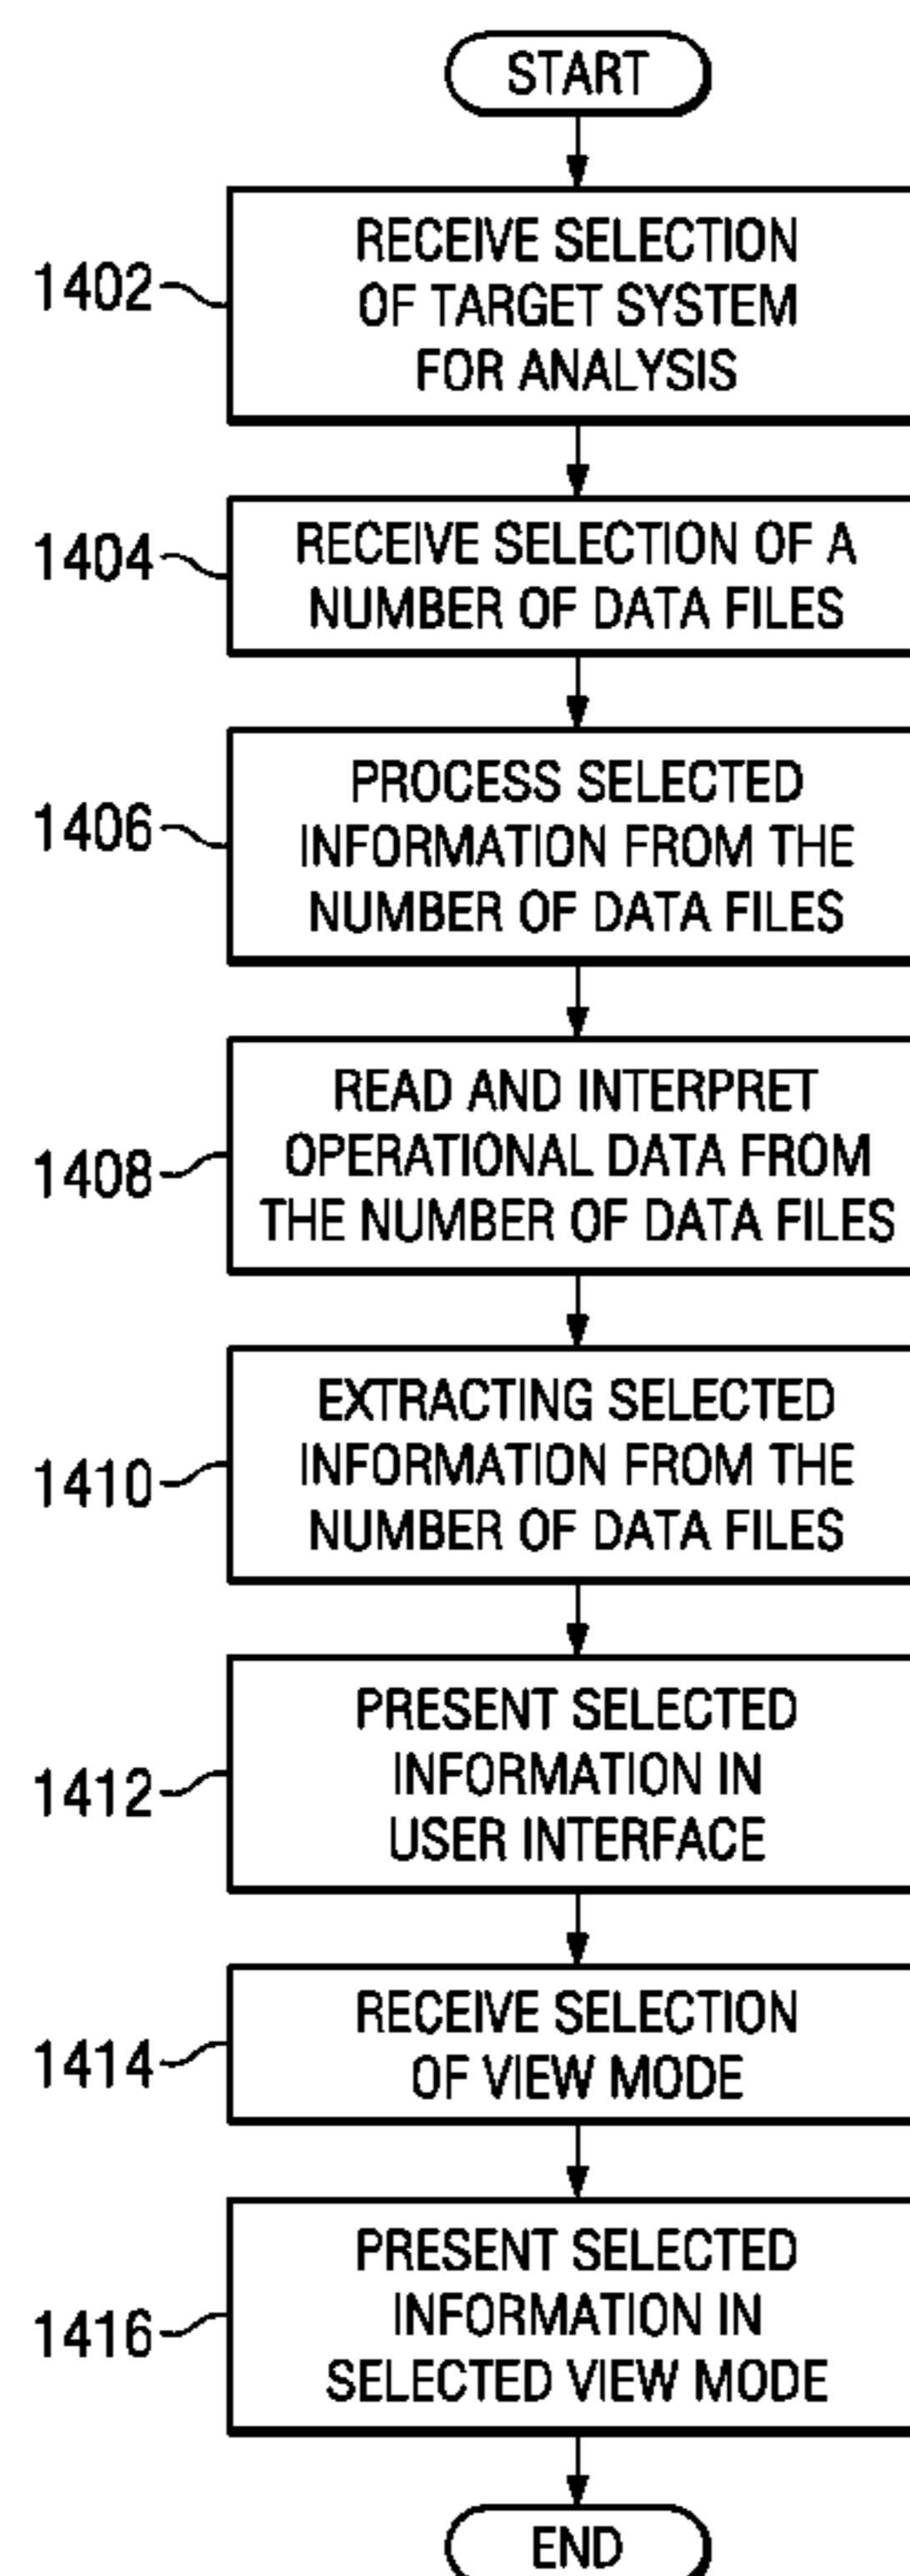 START
1402
RECEIVE SELECTION
OF TARGET SYSTEM
FOR ANALYSIS
1404
RECEIVE SELECTION OF A
NUMBER OF DATA FILES
1406
PROCESS SELECTED
INFORMATION FROM THE
NUMBER OF DATA FILES
1408
READ AND INTERPRET
OPERATIONAL DATA FROM
THE NUMBER OF DATA FILES
1410
EXTRACTING SELECTED
INFORMATION FROM THE
NUMBER OF DATA FILES
1412
PRESENT SELECTED
INFORMATION IN
USER INTERFACE
1414
RECEIVE SELECTION
OF VIEW MODE
1416
PRESENT SELECTED
INFORMATION IN
SELECTED VIEW MODE
END